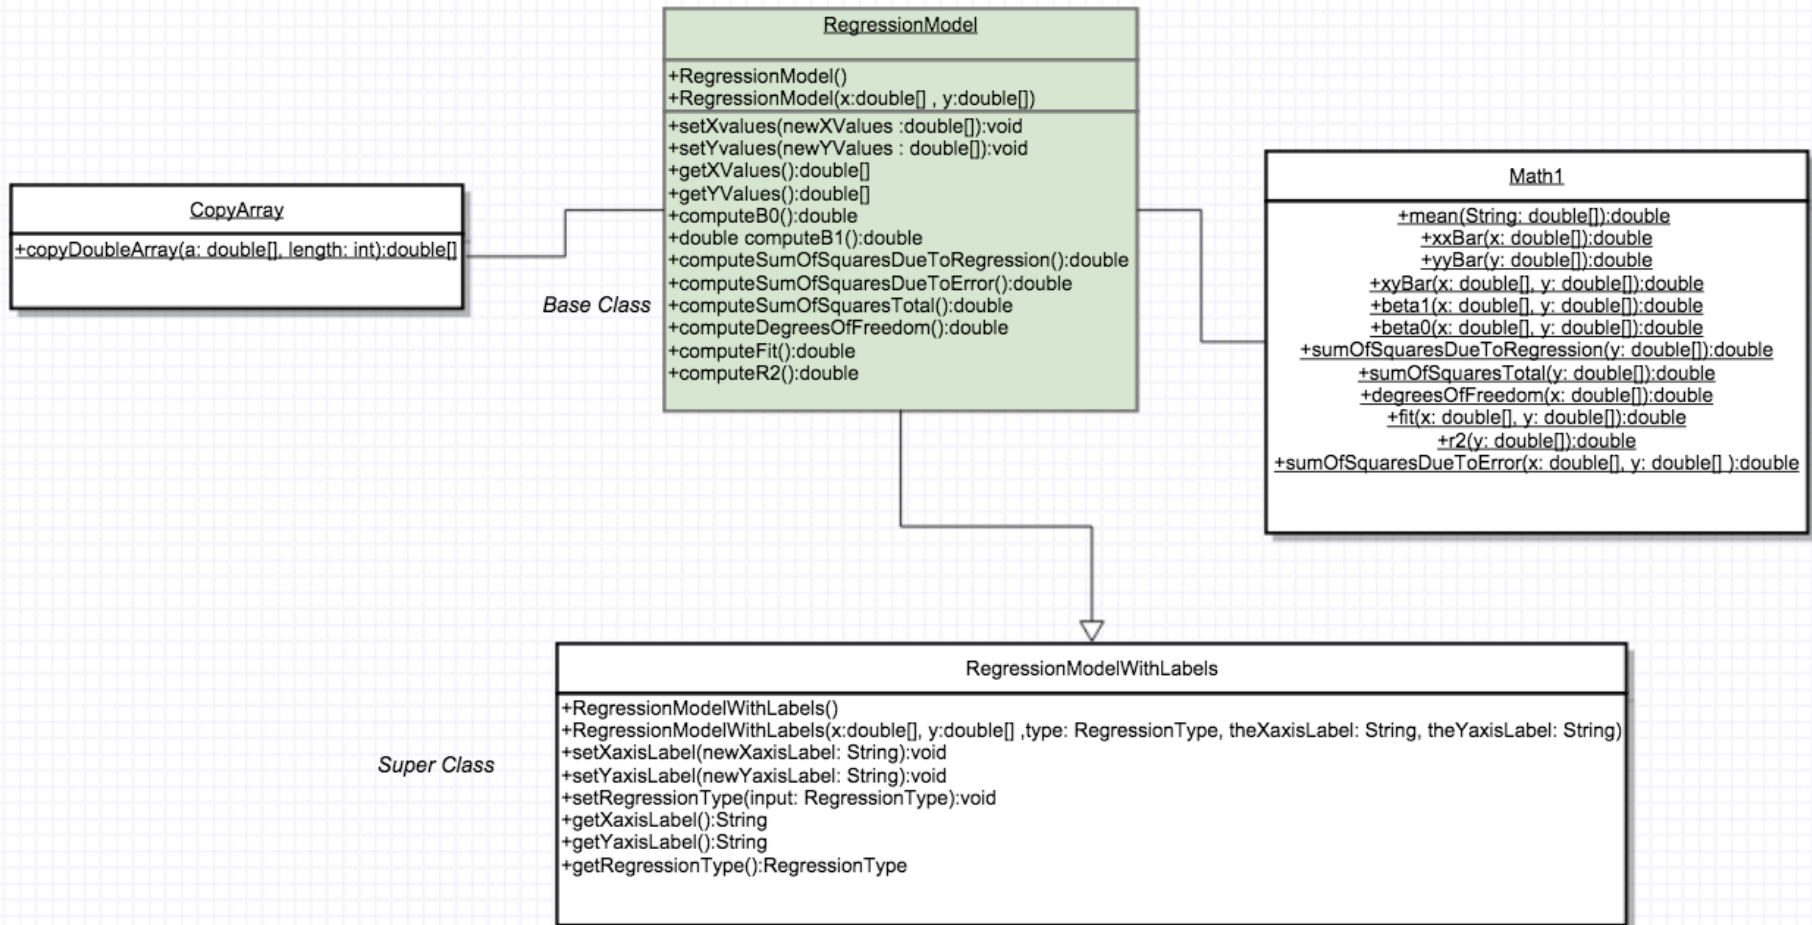 RegressionModel
+RegressionModel()
+RegressionModel(x:double[] , y:double[])
+setXvalues(newXValues :double[]):void
+setYvalues(newYValues : double[]):void
+getXValues():double[]
+getYValues():double[]
+computeB0():double
+double computeB1():double
+computeSumOfSquaresDueToRegression():double
+computeSumOfSquaresDueToError():double
+computeSumOfSquaresTotal():double
+computeDegreesOfFreedom():double
+computeFit():double
+computeR2():double
CopyArray
+copyDoubleArray(a: double[], length: int):double[]
Base Class
Math1
+mean(String: double[]):double
+xxBar(x: double[]):double
+yyBar(y: double[]):double
+xyBar(x: double[], y: double[]):double
+beta1(x: double[], y: double[]):double
+beta0(x: double[], y: double[]):double
+sumOfSquaresDueToRegression(y: double[]):double
+sumOfSquaresTotal(y: double[]):double
+degreesOfFreedom(x: double[]):double
+fit(x: double[], y: double[]):double
+r2(y: double[]):double
+sumOfSquaresDueToError(x: double[], y: double[] ):double
RegressionModelWithLabels
+RegressionModelWithLabels()
+RegressionModelWithLabels(x:double[], y:double[] ,type: RegressionType, theXaxisLabel: String, theYaxisLabel: String)
+setXaxisLabel(newXaxisLabel: String):void
+setYaxisLabel(newYaxisLabel: String):void
+setRegressionType(input: RegressionType):void
+getXaxisLabel():String
+getYaxisLabel():String
+getRegressionType():RegressionType
Super Class